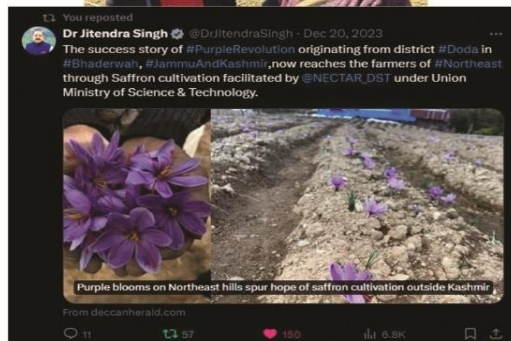 You reposted
Dr Jitendra Singh @DrJitendraSingh · Dec 20, 2023
The success story of #PurpleRevolution originating from district #Doda in
#Bhaderwah, #JammuAndKashmir,now reaches the farmers of #Northeast
through Saffron cultivation facilitated by @NECTAR_DST under Union
Ministry of Science & Technology.
Purple blooms on Northeast hills spur hope of saffron cultivation outside Kashmir
From deccanherald.com
11 57 150 6.8K